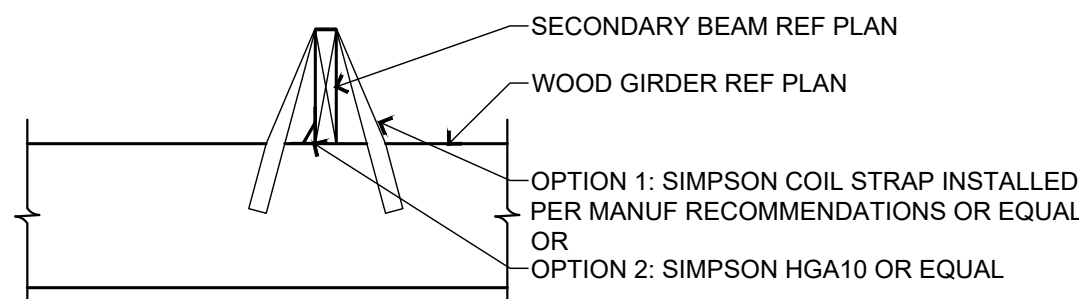 SECONDARY BEAM REF PLAN
WOOD GIRDER REF PLAN
OPTION 1: SIMPSON COIL STRAP INSTALLED
PER MANUF RECOMMENDATIONS OR EQUAL
OR
OPTION 2: SIMPSON HGA10 OR EQUAL